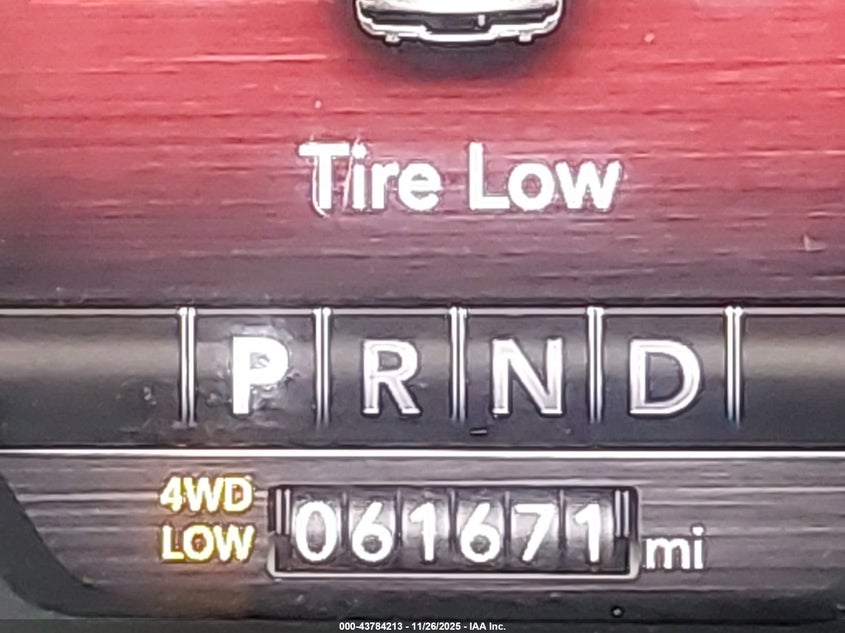 Tire Low
P R N D
4WD
LOW
061671 mi
000-43784213 - 11/26/2025 - IAA Inc.